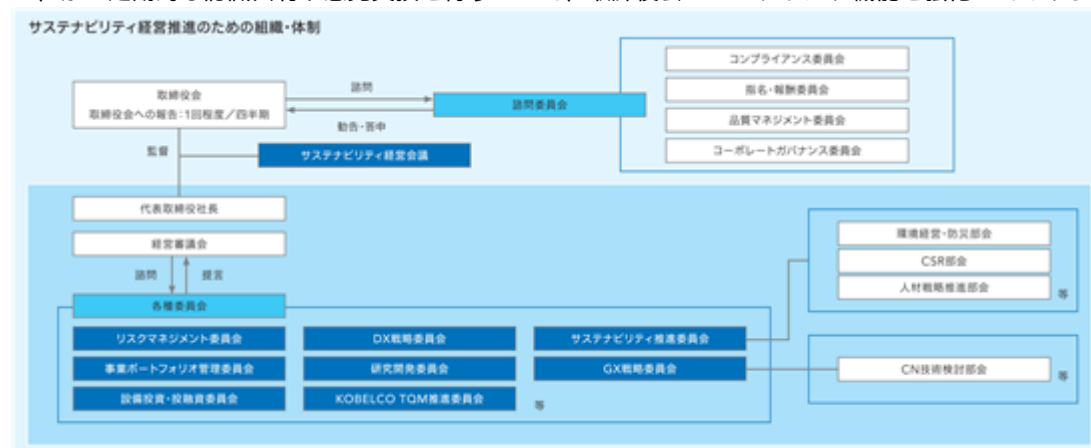 サステナビリティ経営推進のための組織・体制
コンプライアンス委員会
指名・報酬委員会
品質マネジメント委員会
コーポレートガバナンス委員会
取締役会
取締役会への報告:1回程度/四半期
諮問
勧告・答申
諮問委員会
監督
サステナビリティ経営会議
代表取締役社長
経営審議会
諮問
提言
各種委員会
リスクマネジメント委員会
DX戦略委員会
サステナビリティ推進委員会
事業ポートフォリオ管理委員会
研究開発委員会
GX戦略委員会
設備投資・投融資委員会
KOBELCO TQM推進委員会
等
環境経営・防災部会
CSR部会
人材戦略推進部会
等
CN技術検討部会
等